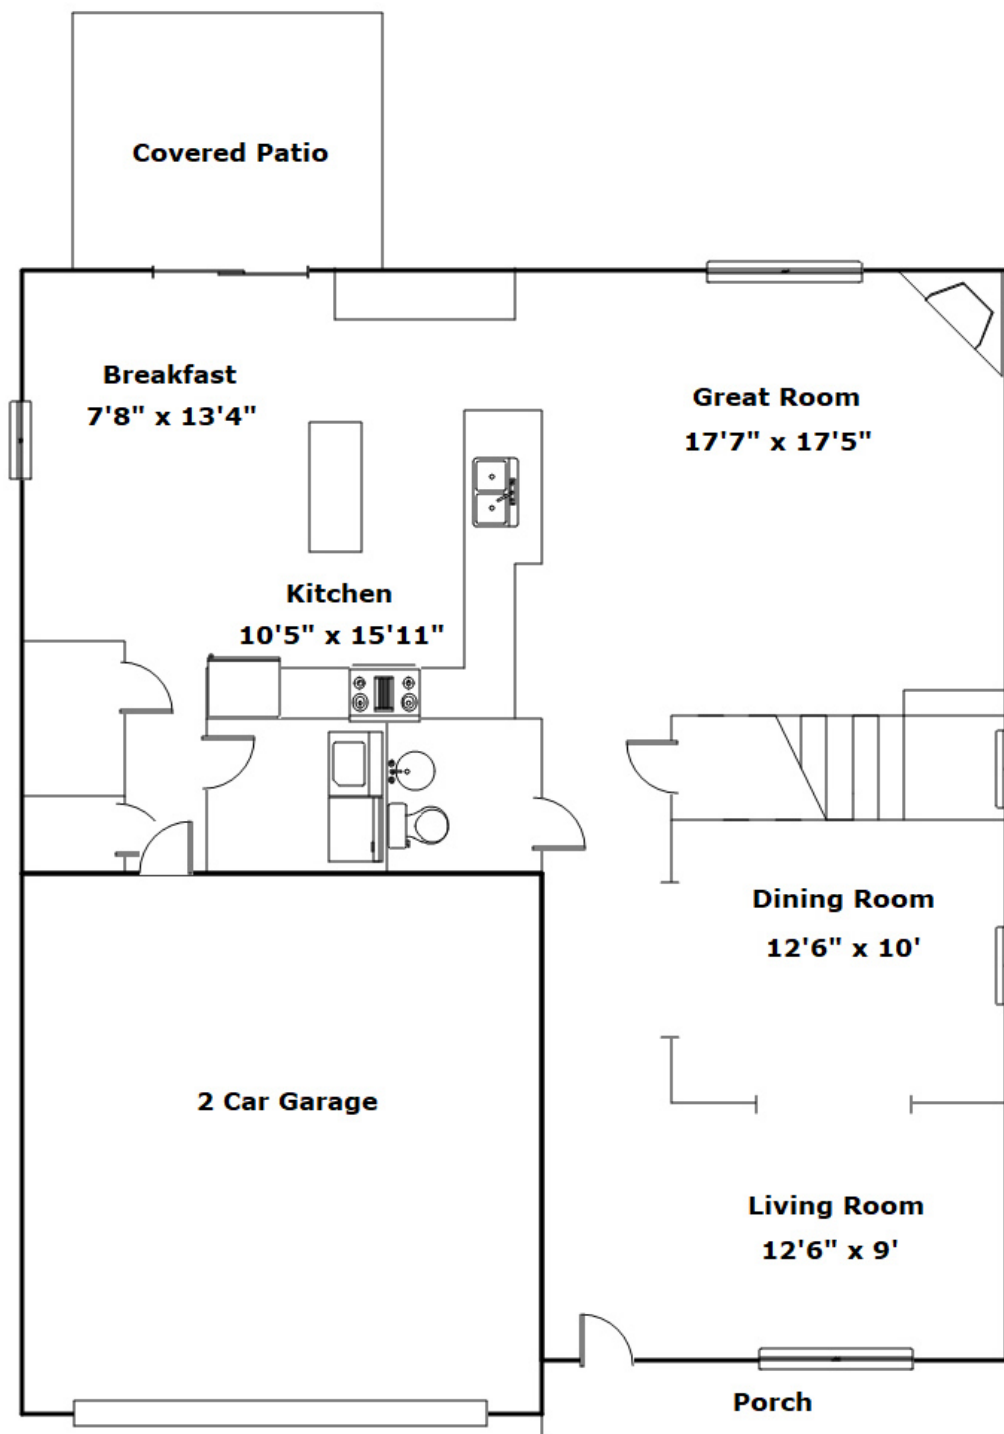 Covered Patio
Breakfast
7'8" x 13'4"
Great Room
17'7" x 17'5"
Kitchen
10'5" x 15'11"
Dining Room
12'6" x 10'
2 Car Garage
Living Room
12'6" x 9'
Porch